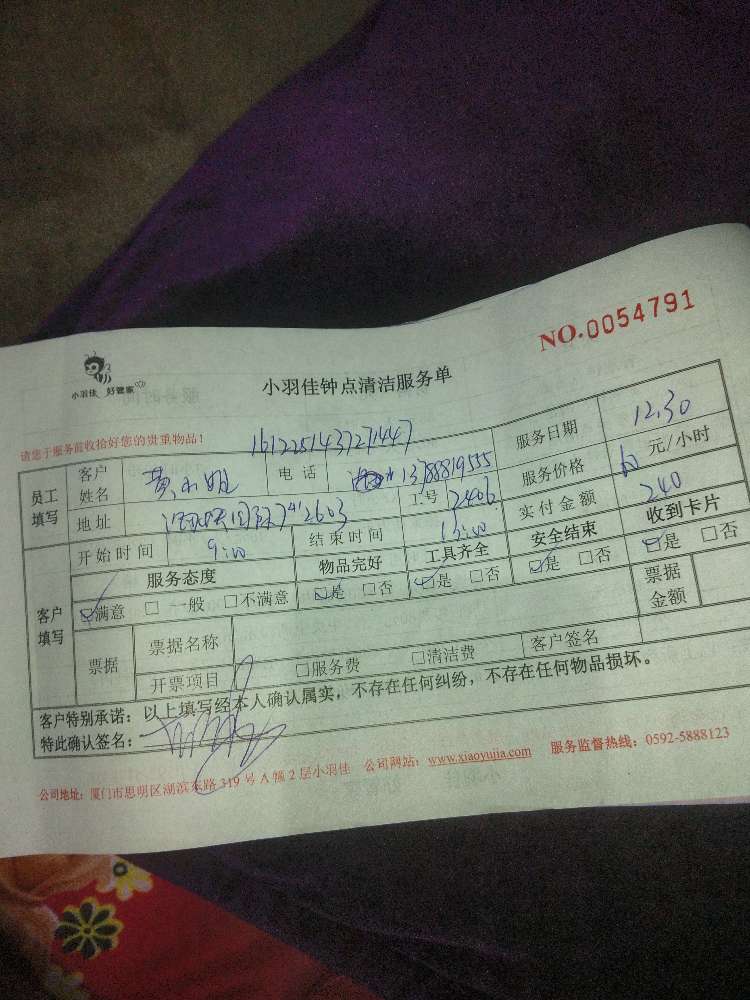 NO.0054791
小羽佳 好管家
小羽佳钟点清洁服务单
请您于服务前收拾好您的贵重物品！
1612251437271447
员工填写 客户姓名 黄小姐 电话 13788819555 服务日期 12.30
地址 2603 工号 2406 服务价格 60 元/小时
开始时间 9:00 结束时间 13:00 实付金额 240
客户填写 服务态度 物品完好 工具齐全 安全结束 收到卡片
☑满意 □一般 □不满意 ☑是 □否 ☑是 □否 ☑是 □否 ☑是 □否
票据 票据名称 票据金额
开票项目 □服务费 □清洁费 客户签名
客户特别承诺：以上填写经本人确认属实，不存在任何纠纷，不存在任何物品损坏。
特此确认签名：
公司地址：厦门市思明区湖滨东路319号A幢2层小羽佳 公司网站：www.xiaoyujia.com 服务监督热线：0592-5888123